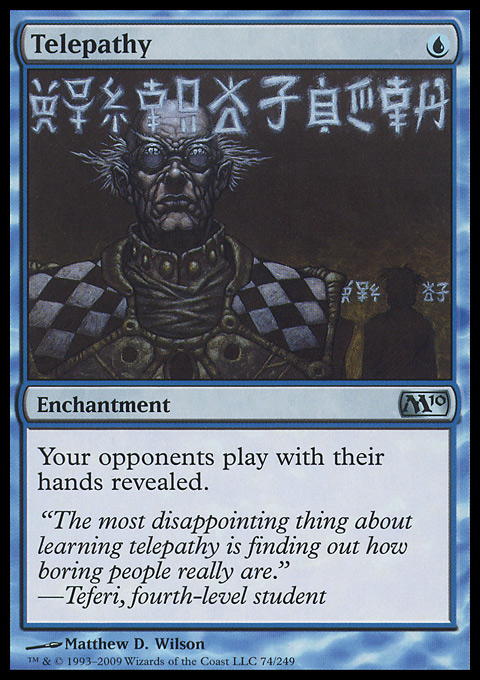 Telepathy
Enchantment
M10
Your opponents play with their
hands revealed.
“The most disappointing thing about
learning telepathy is finding out how
boring people really are.”
—Teferi, fourth-level student
Matthew D. Wilson
™ & © 1993–2009 Wizards of the Coast LLC 74/249